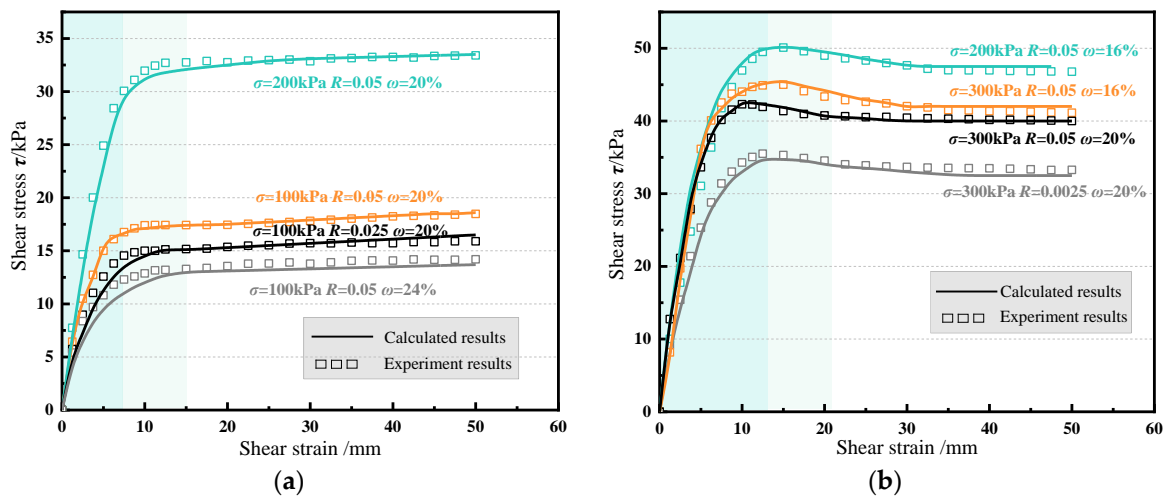 35
30
25
20
15
10
5
0
Shear stress τ/kPa
σ=200kPa R=0.05 ω=20%
σ=100kPa R=0.05 ω=20%
σ=100kPa R=0.025 ω=20%
σ=100kPa R=0.05 ω=24%
Calculated results
Experiment results
0 10 20 30 40 50 60
Shear strain /mm
(a)
50
40
30
20
10
0
Shear stress τ/kPa
σ=200kPa R=0.05 ω=16%
σ=300kPa R=0.05 ω=16%
σ=300kPa R=0.05 ω=20%
σ=300kPa R=0.0025 ω=20%
Calculated results
Experiment results
0 10 20 30 40 50 60
Shear strain /mm
(b)